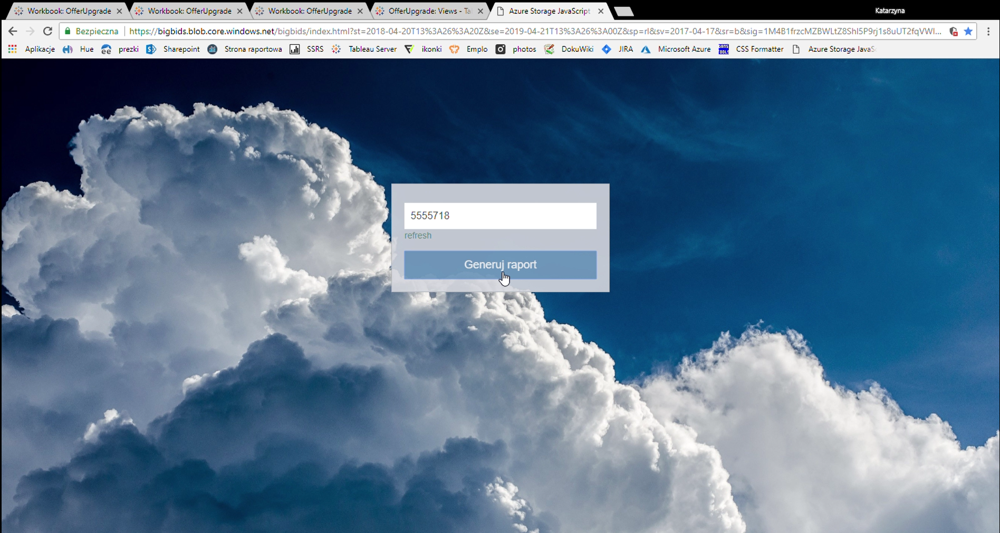 Workbook: OfferUpgrade Workbook: OfferUpgrade Workbook: OfferUpgrade OfferUpgrade: Views - Ta Azure Storage JavaScript Katarzyna
Bezpieczna https://bigbids.blob.core.windows.net/bigbids/index.html?st=2018-04-20T13%3A26%3A20Z&se=2019-04-21T13%3A26%3A00Z&sp=rl&sv=2017-04-17&sr=b&sig=1M4B1frzcMZBWLtZ8ShI5P9rj1s8uUT2fqVWI...
Aplikacje Hue prezki Sharepoint Strona raportowa SSRS Tableau Server ikonki Emplo photos DokuWiki JIRA Microsoft Azure CSS Formatter Azure Storage JavaS
5555718
refresh
Generuj raport